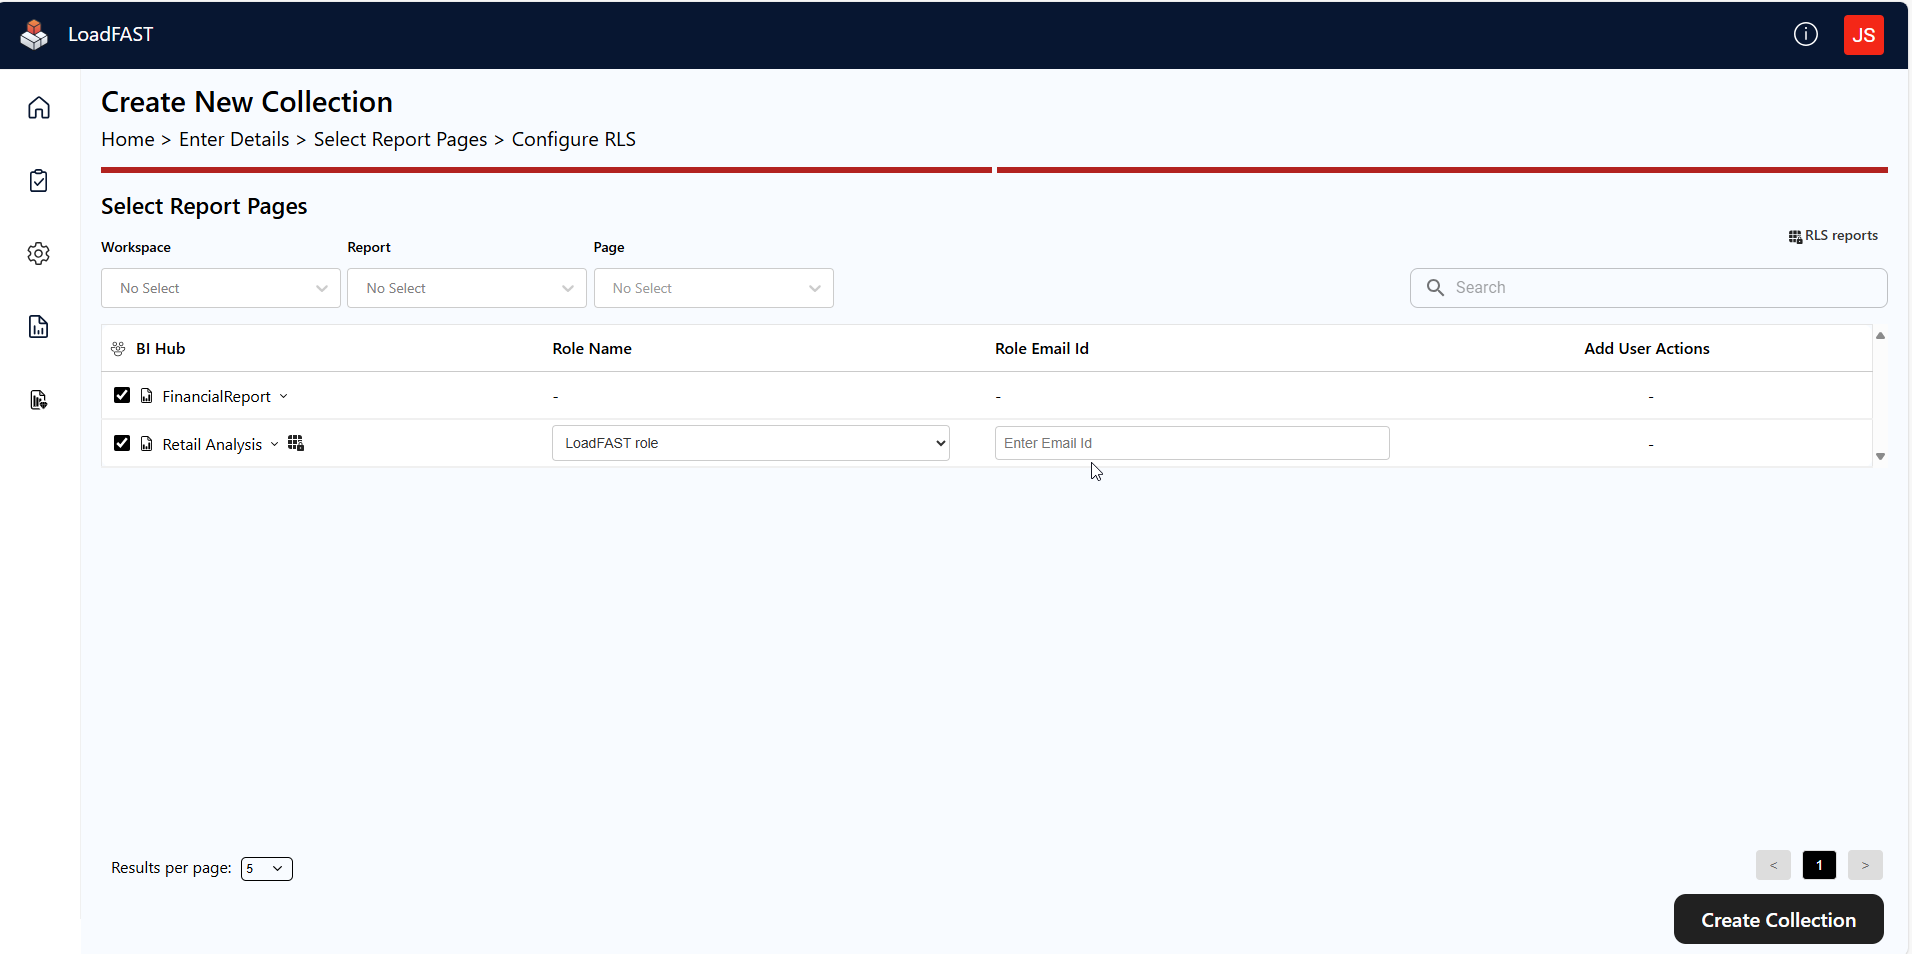 LoadFAST
JS
Create New Collection
Home > Enter Details > Select Report Pages > Configure RLS
Select Report Pages
RLS reports
Workspace Report Page
No Select No Select No Select Search
BI Hub Role Name Role Email Id Add User Actions
FinancialReport - - -
Retail Analysis LoadFAST role Enter Email Id -
Results per page: 5 < 1 >
Create Collection